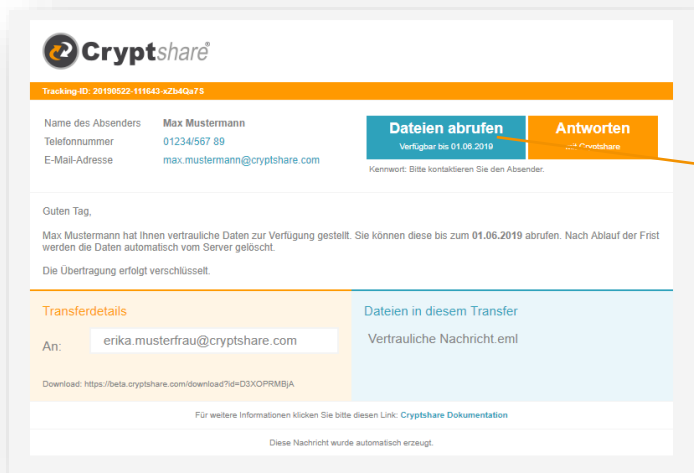 Cryptshare®
Tracking-ID: 20190522-111643-aZb4Qa7S
Name des Absenders Max Mustermann
Telefonnummer 01234/567 89
E-Mail-Adresse max.mustermann@cryptshare.com
Dateien abrufen
Verfügbar bis 01.06.2019
Antworten
mit Cryptshare
Kennwort: Bitte kontaktieren Sie den Absender.
Guten Tag,
Max Mustermann hat Ihnen vertrauliche Daten zur Verfügung gestellt. Sie können diese bis zum 01.06.2019 abrufen. Nach Ablauf der Frist
werden die Daten automatisch vom Server gelöscht.
Die Übertragung erfolgt verschlüsselt.
Transferdetails
An: erika.musterfrau@cryptshare.com
Download: https://beta.cryptshare.com/download?id=D3XOPRMBjA
Dateien in diesem Transfer
Vertrauliche Nachricht.eml
Für weitere Informationen klicken Sie bitte diesen Link: Cryptshare Dokumentation
Diese Nachricht wurde automatisch erzeugt.